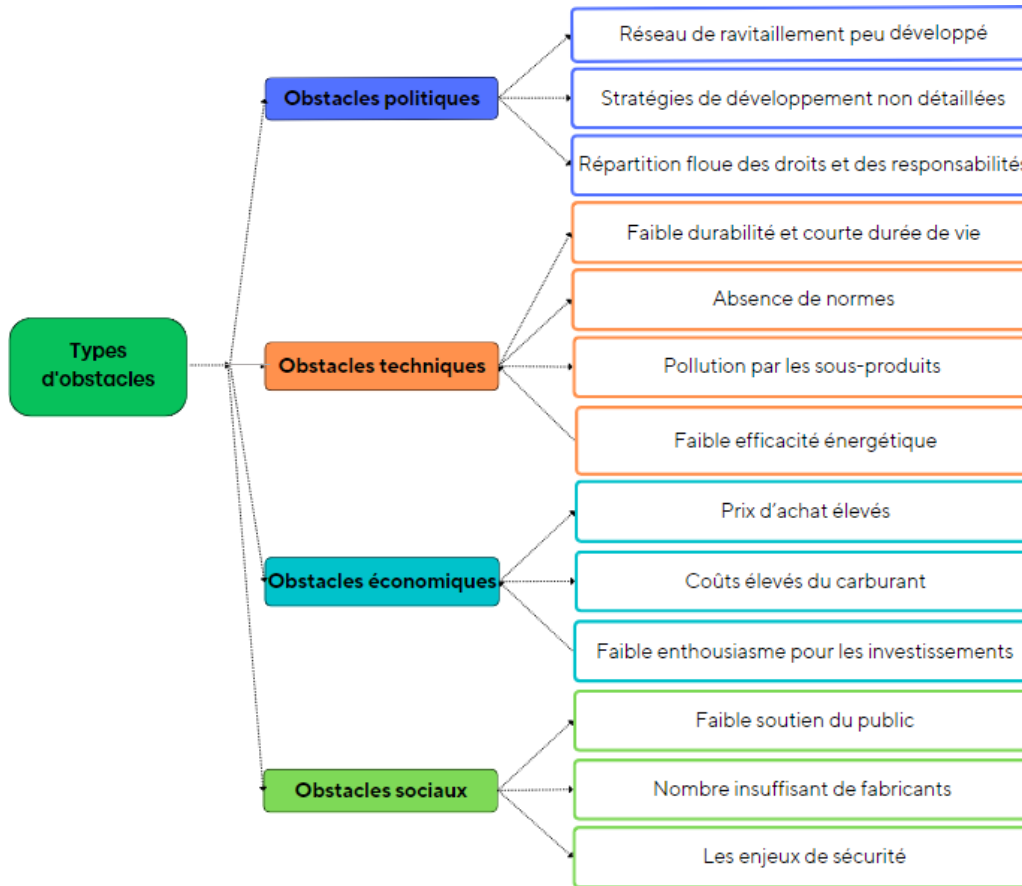 Types
d'obstacles
Obstacles politiques
Réseau de ravitaillement peu développé
Stratégies de développement non détaillées
Répartition floue des droits et des responsabilités
Obstacles techniques
Faible durabilité et courte durée de vie
Absence de normes
Pollution par les sous-produits
Faible efficacité énergétique
Obstacles économiques
Prix d'achat élevés
Coûts élevés du carburant
Faible enthousiasme pour les investissements
Obstacles sociaux
Faible soutien du public
Nombre insuffisant de fabricants
Les enjeux de sécurité